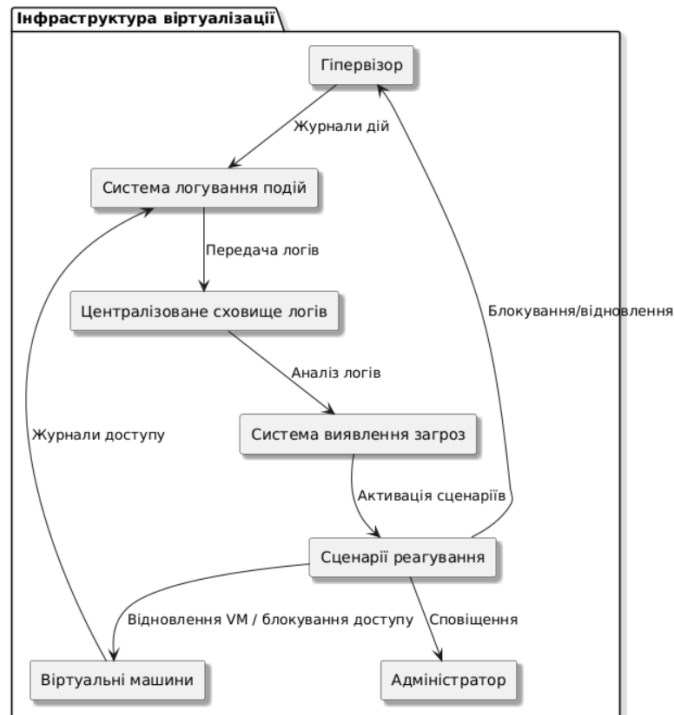 Інфраструктура віртуалізації
Гіпервізор
Журнали дій
Система логування подій
Передача логів
Централізоване сховище логів
Блокування/відновлення
Аналіз логів
Журнали доступу
Система виявлення загроз
Активація сценаріїв
Сценарії реагування
Відновлення VM / блокування доступу
Сповіщення
Віртуальні машини
Адміністратор